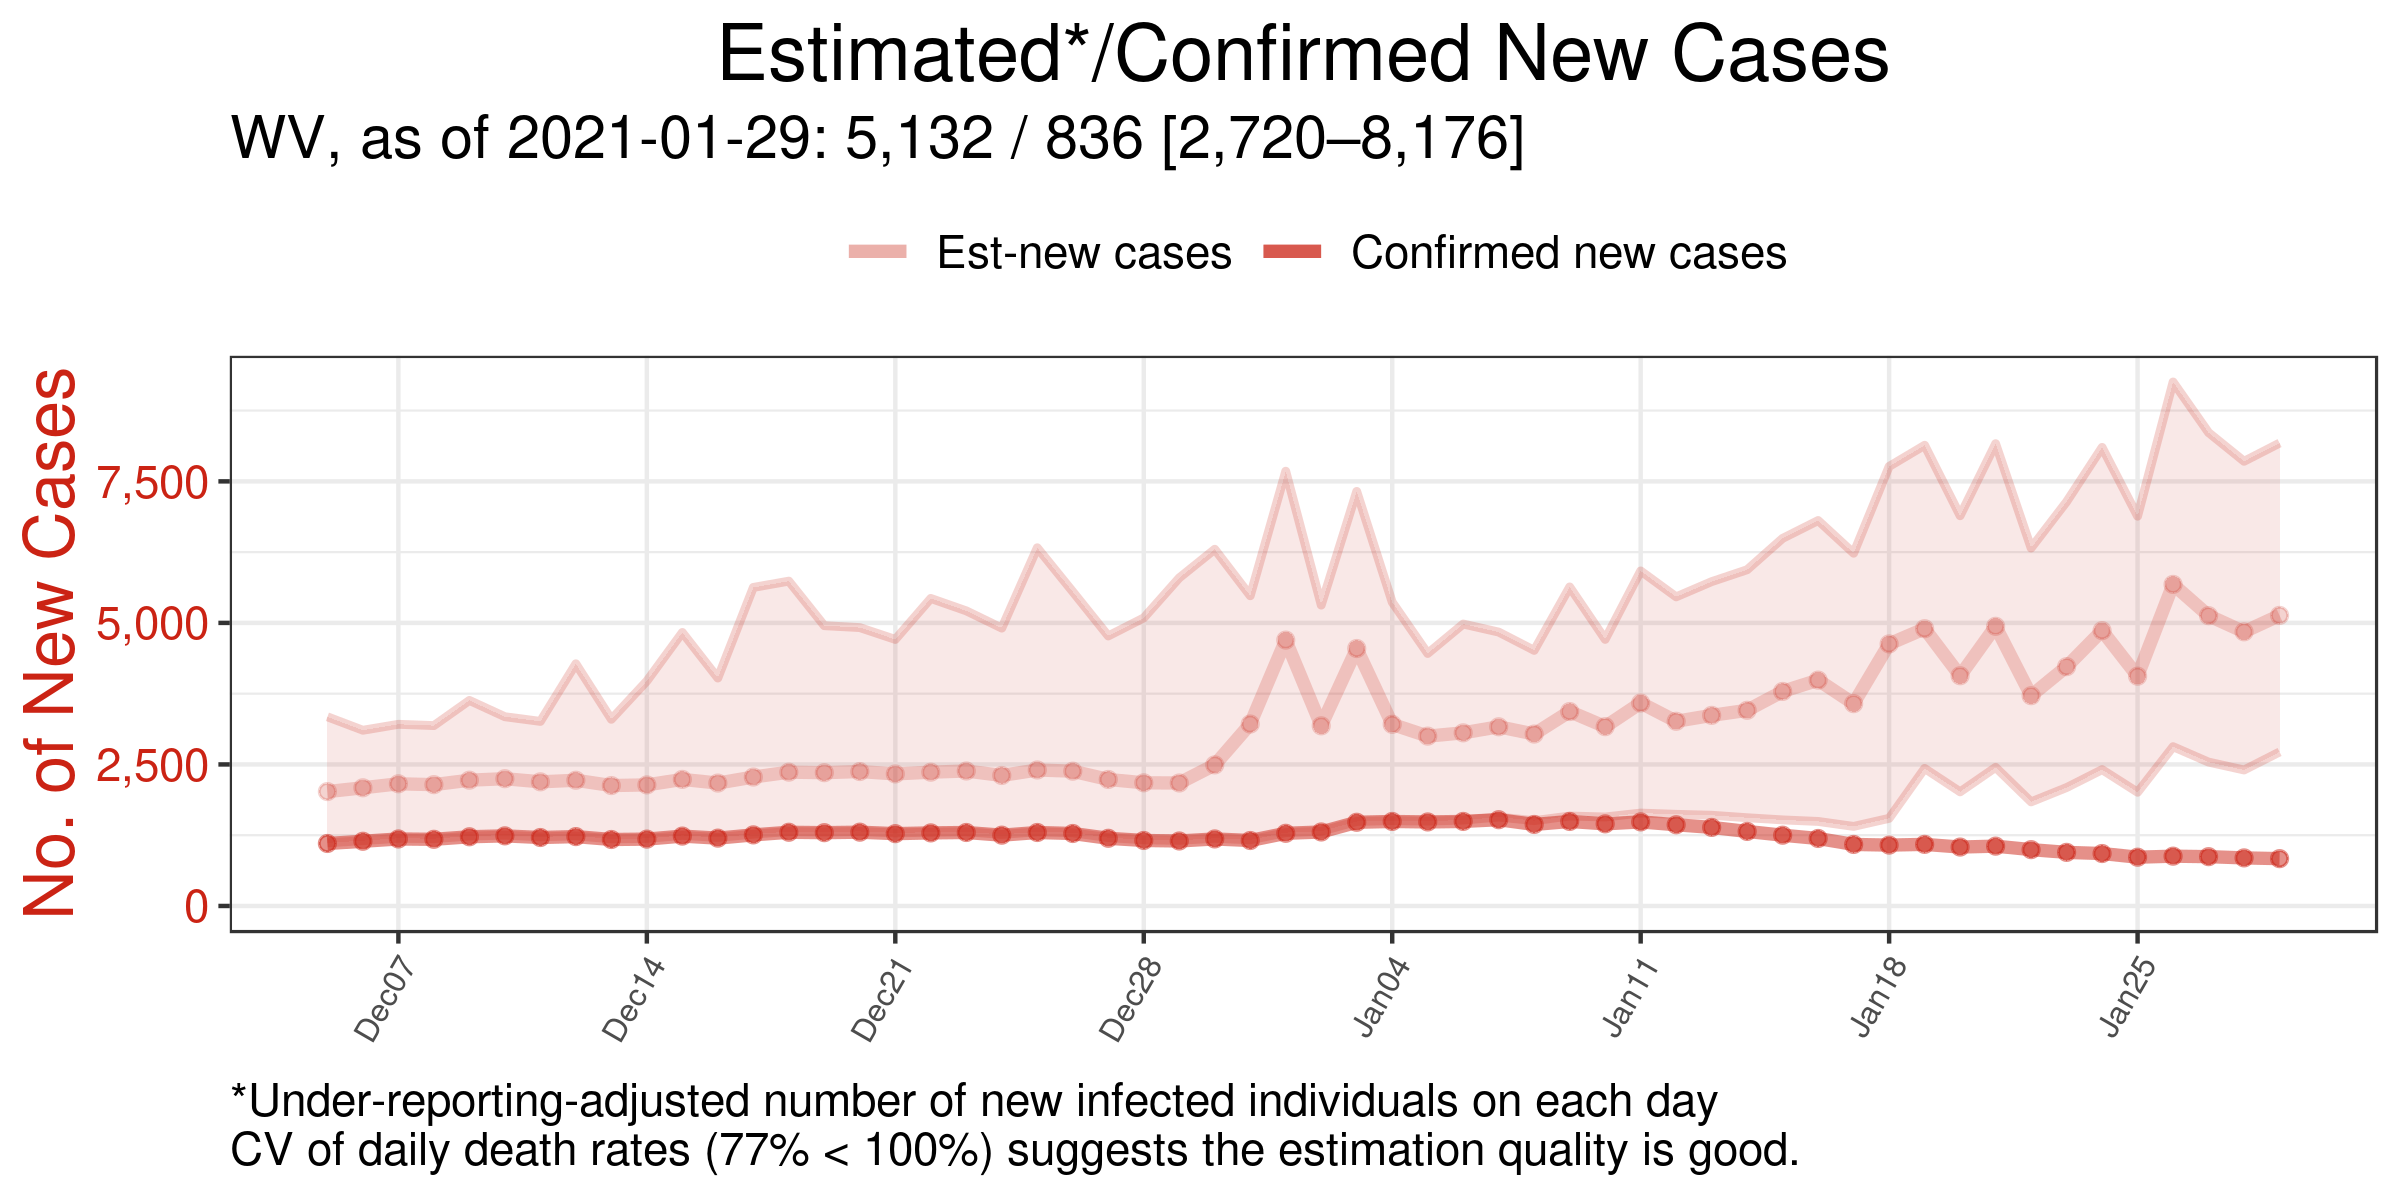 Estimated*/Confirmed New Cases
WV, as of 2021-01-29: 5,132 / 836 [2,720–8,176]
Est-new cases
Confirmed new cases
No. of New Cases
7,500
5,000
2,500
0
Dec07
Dec14
Dec21
Dec28
Jan04
Jan11
Jan18
Jan25
*Under-reporting-adjusted number of new infected individuals on each day
CV of daily death rates (77% < 100%) suggests the estimation quality is good.